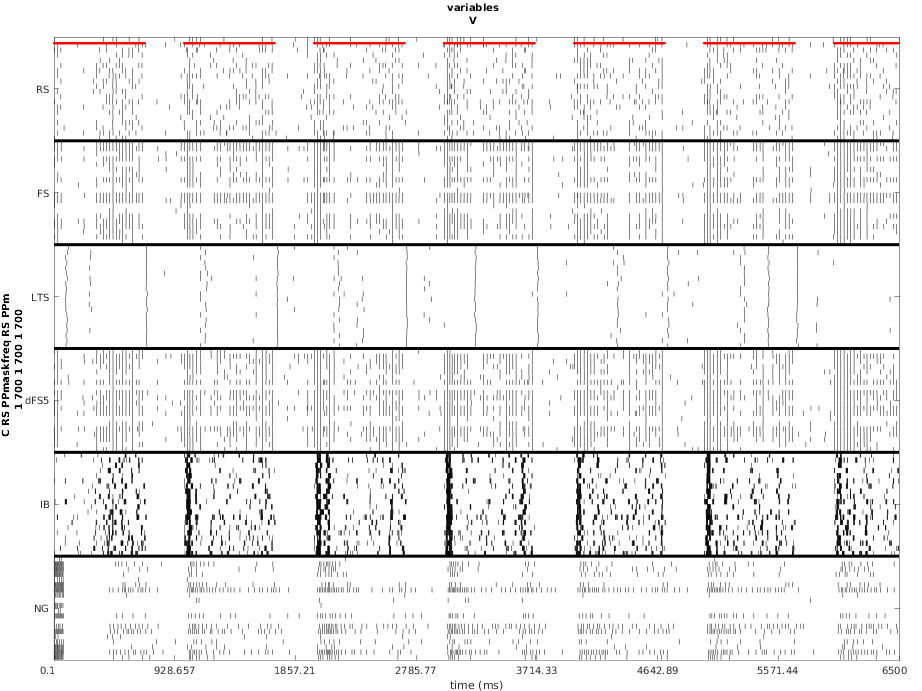 variables
V
C RS PPmaskfreq RS PPm
1 700 1 700 1 700
RS
FS
LTS
dFS5
IB
NG
0.1 928.657 1857.21 2785.77 3714.33 4642.89 5571.44 6500
time (ms)